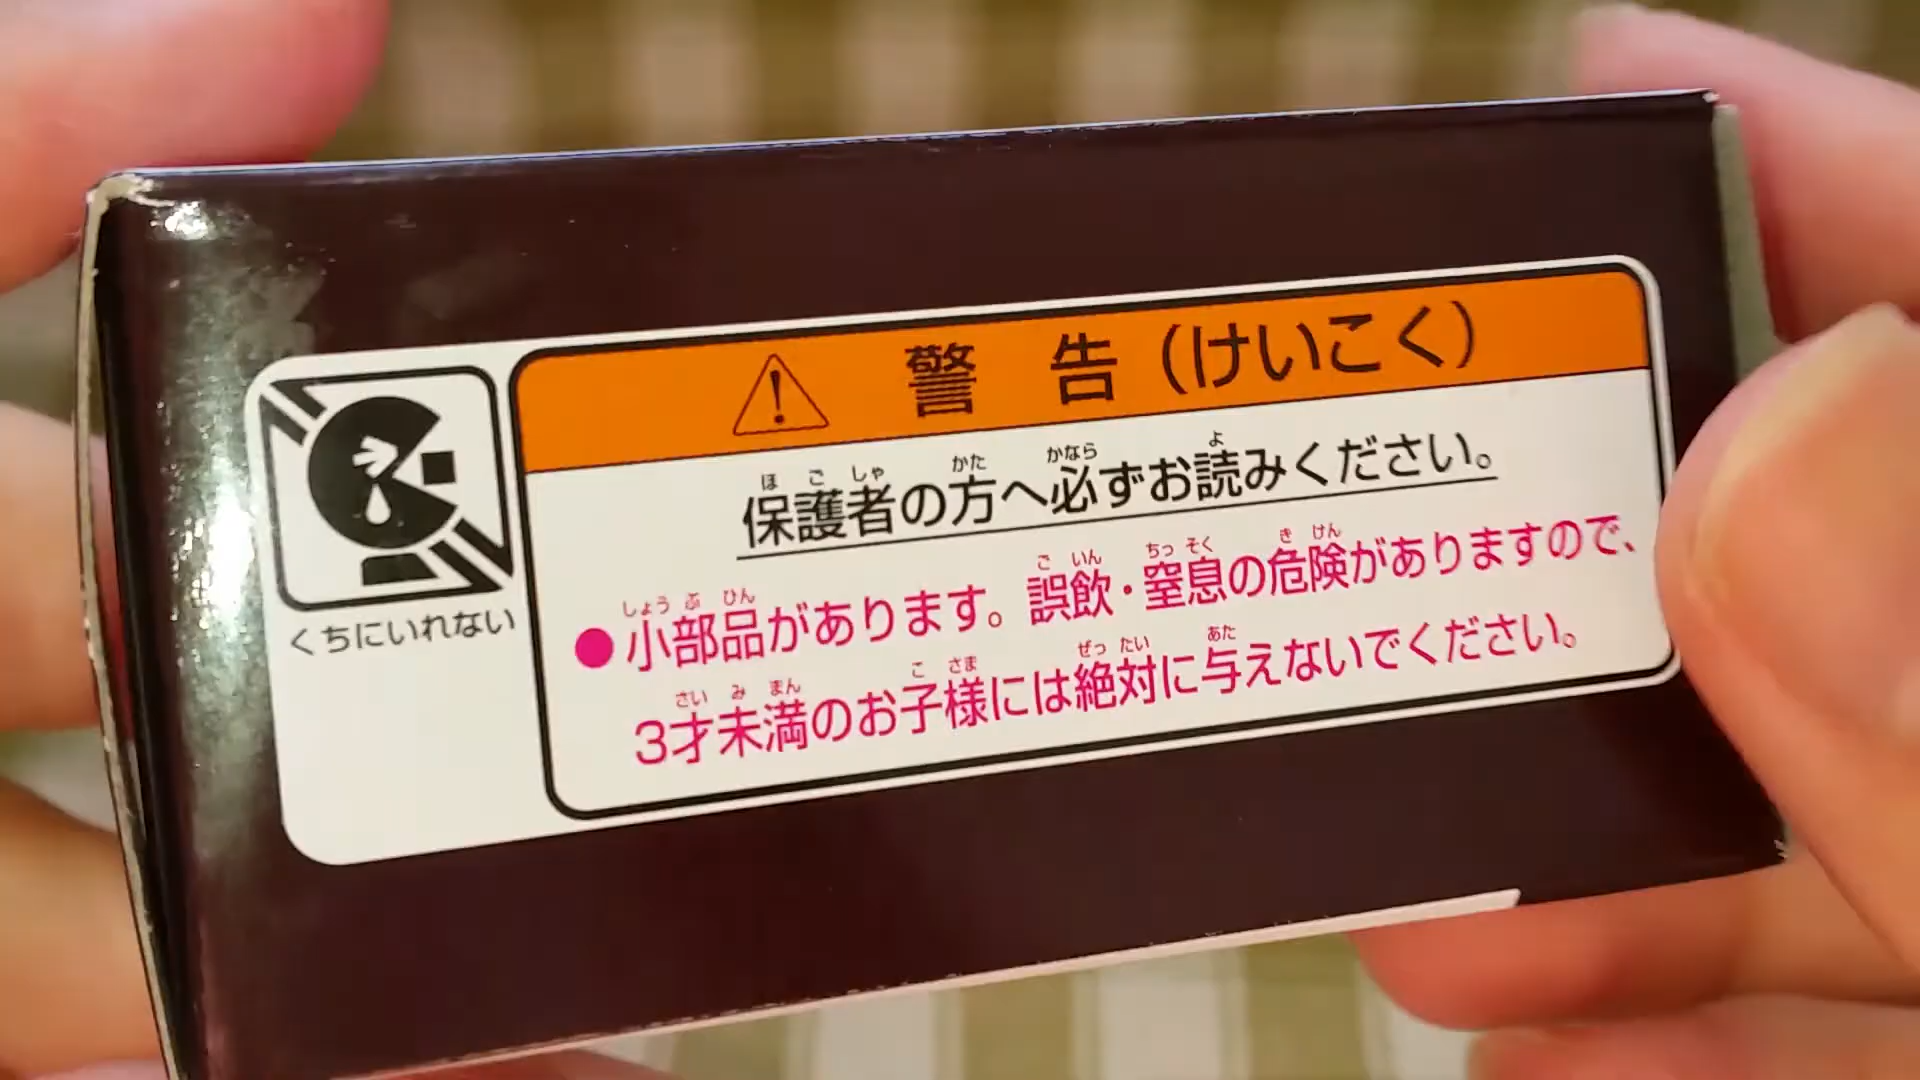 警 告（けいこく）
ほ ご しゃ かた かなら よ
保護者の方へ必ずお読みください。
しょう ぶ ひん ご いん ちっ そく き けん
●小部品があります。誤飲・窒息の危険がありますので、
さい み まん こ さま ぜっ たい あた
3才未満のお子様には絶対に与えないでください。
くちにいれない